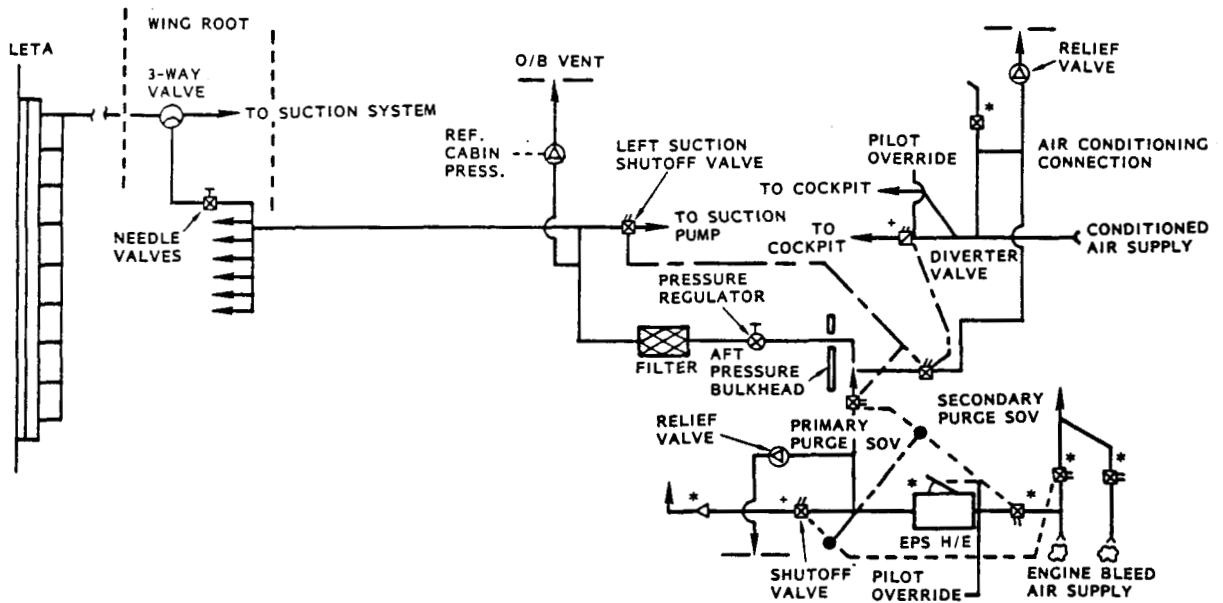 WING ROOT
LETA
3-WAY
VALVE
TO SUCTION SYSTEM
NEEDLE
VALVES
O/B VENT
REF.
CABIN
PRESS.
LEFT SUCTION
SHUTOFF VALVE
TO SUCTION
PUMP
RELIEF
VALVE
*
PILOT
OVERRIDE
AIR CONDITIONING
CONNECTION
TO COCKPIT
TO
COCKPIT
+
DIVERTER
VALVE
CONDITIONED
AIR SUPPLY
PRESSURE
REGULATOR
FILTER
AFT
PRESSURE
BULKHEAD
RELIEF
VALVE
PRIMARY
PURGE SOV
SECONDARY
PURGE SOV
*
*
*
+
*
*
EPS H/E
SHUTOFF
VALVE
PILOT
OVERRIDE
ENGINE BLEED
AIR SUPPLY